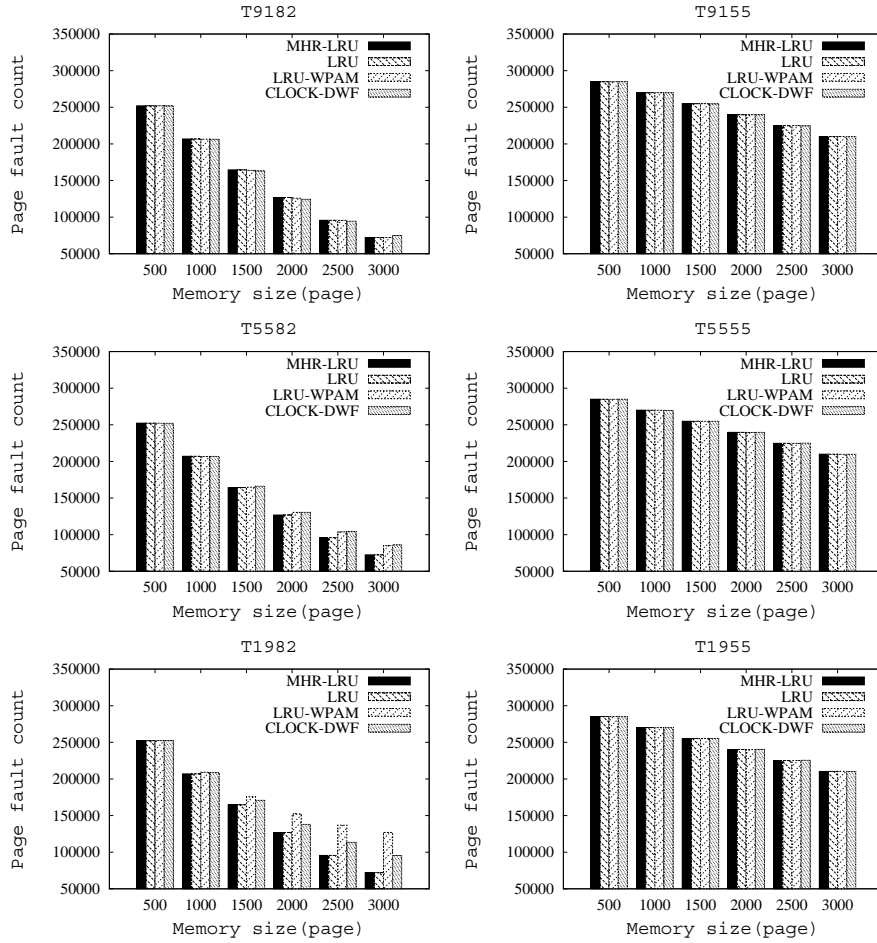 T9182
Page fault count
350000
300000
250000
200000
150000
100000
50000
MHR-LRU
LRU
LRU-WPAM
CLOCK-DWF
500 1000 1500 2000 2500 3000
Memory size(page)
T9155
Page fault count
350000
300000
250000
200000
150000
100000
50000
MHR-LRU
LRU
LRU-WPAM
CLOCK-DWF
500 1000 1500 2000 2500 3000
Memory size(page)
T5582
Page fault count
350000
300000
250000
200000
150000
100000
50000
MHR-LRU
LRU
LRU-WPAM
CLOCK-DWF
500 1000 1500 2000 2500 3000
Memory size(page)
T5555
Page fault count
350000
300000
250000
200000
150000
100000
50000
MHR-LRU
LRU
LRU-WPAM
CLOCK-DWF
500 1000 1500 2000 2500 3000
Memory size(page)
T1982
Page fault count
350000
300000
250000
200000
150000
100000
50000
MHR-LRU
LRU
LRU-WPAM
CLOCK-DWF
500 1000 1500 2000 2500 3000
Memory size(page)
T1955
Page fault count
350000
300000
250000
200000
150000
100000
50000
MHR-LRU
LRU
LRU-WPAM
CLOCK-DWF
500 1000 1500 2000 2500 3000
Memory size(page)